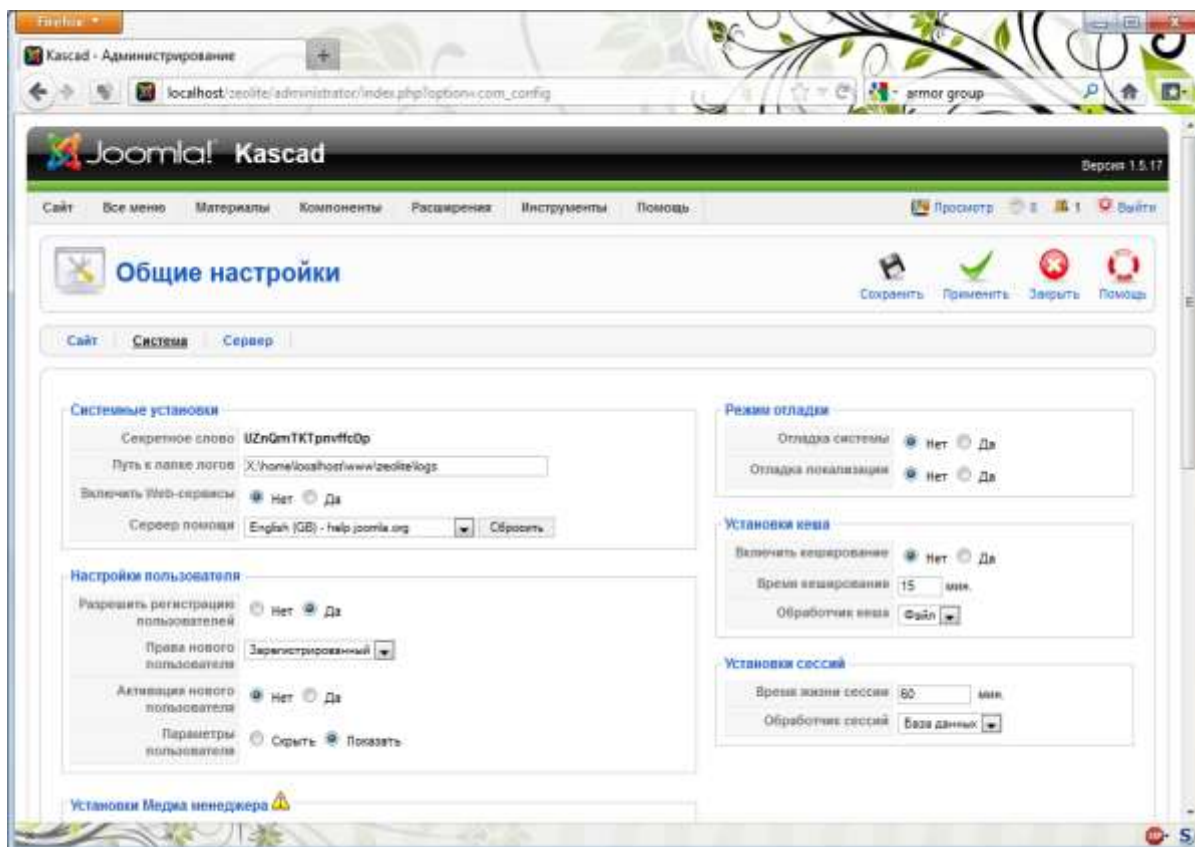 Firefox
Kascad - Администрирование
localhost/zeolite/administrator/index.php?option=com_config
armor group
Joomla! Kascad
Версия 1.5.17
Сайт Все меню Материалы Компоненты Расширения Инструменты Помощь Просмотр 0 1 Выйти
Общие настройки
Сохранить Применить Закрыть Помощь
Сайт Система Сервер
Системные установки
Секретное слово UZnQmTKTpnvffcDp
Путь к папке логов X:\home\localhost\www\zeolite\logs
Включить Web-сервисы Нет Да
Сервер помощи English (GB) - help.joomla.org Сбросить
Настройки пользователя
Разрешить регистрацию пользователей Нет Да
Права нового пользователя Зарегистрированный
Активация нового пользователя Нет Да
Параметры пользователя Скрыть Показать
Установки Медиа менеджера
Режим отладки
Отладка системы Нет Да
Отладка локализации Нет Да
Установки кеша
Включить кеширование Нет Да
Время кеширования 15 мин.
Обработчик кеша Файл
Установки сессий
Время жизни сессии 60 мин.
Обработчик сессий База данных
ABP
S